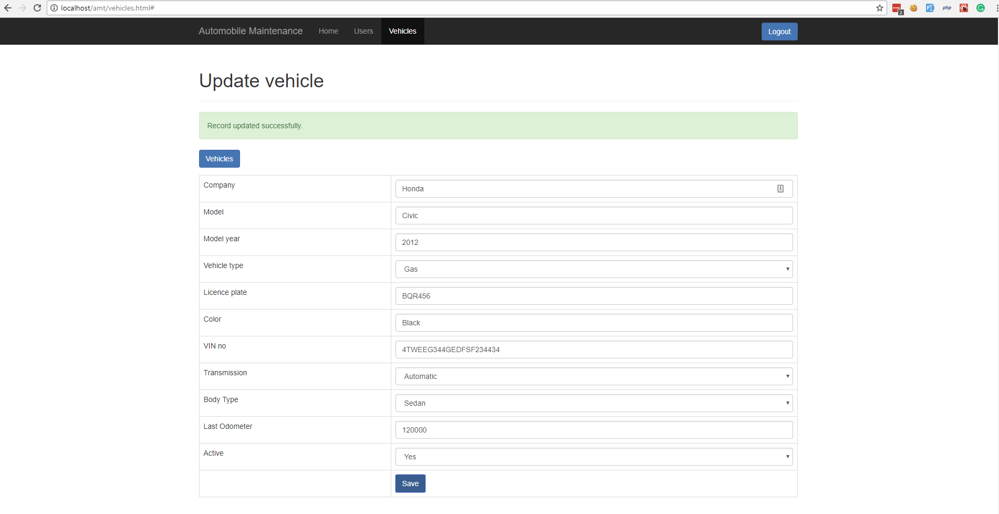 localhost/amt/vehicles.html#
2
php
Automobile Maintenance Home Users Vehicles Logout
Update vehicle
Record updated successfully.
Vehicles
Company Honda
Model Civic
Model year 2012
Vehicle type Gas
Licence plate BQR456
Color Black
VIN no 4TWEEG344GEDFSF234434
Transmission Automatic
Body Type Sedan
Last Odometer 120000
Active Yes
Save